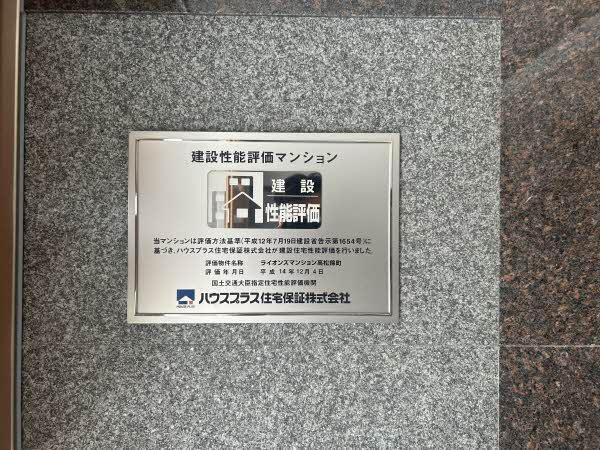 建設性能評価マンション
建設
性能評価
当マンションは評価方法基準(平成12年7月19日建設省告示第1654号)に
基づき、ハウスプラス住宅保証株式会社が建設住宅性能評価を行いました。
評価物件名称 ライオンズマンション高松錦町
評価年月日 平成14年12月4日
国土交通大臣指定住宅性能評価機関
ハウスプラス住宅保証株式会社